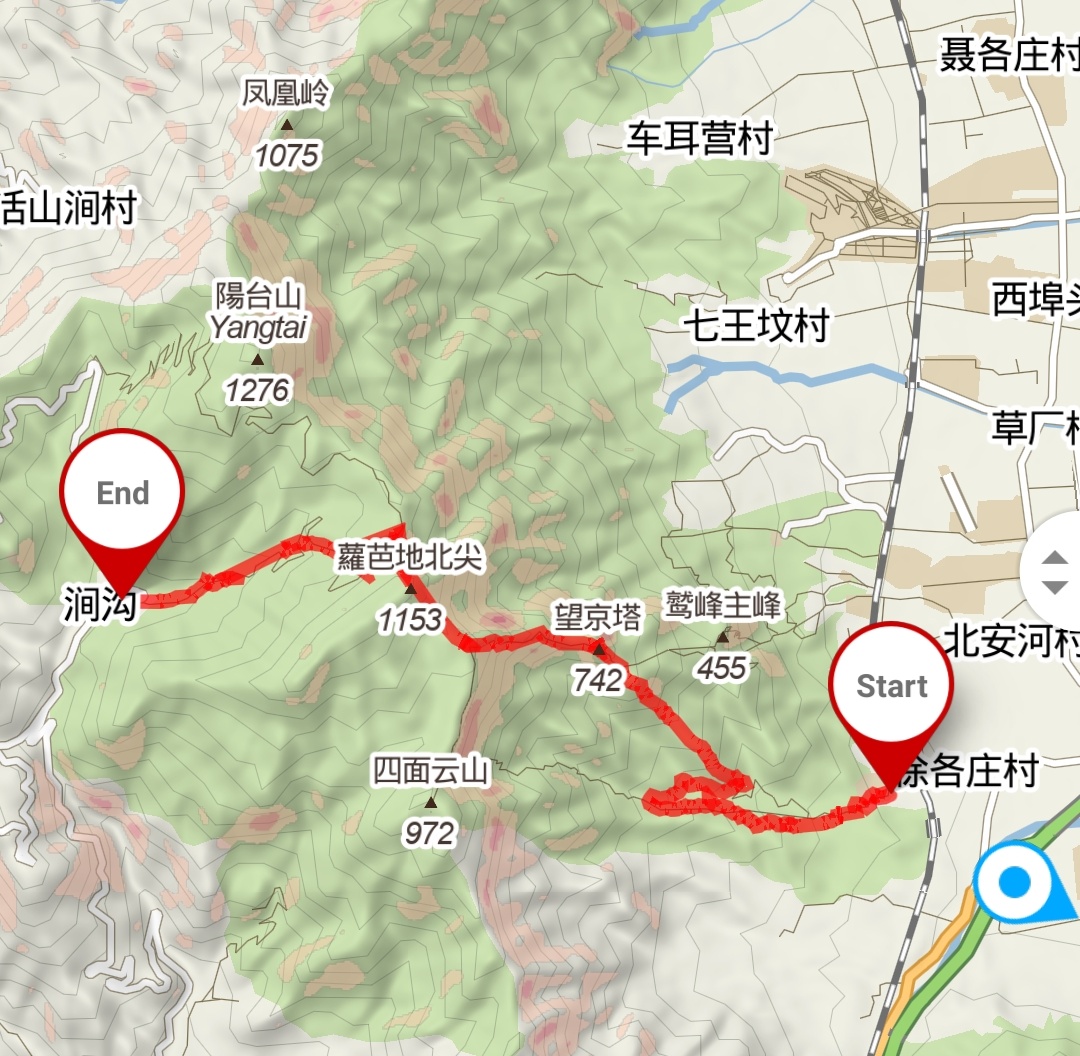 聂各庄村
凤凰岭
1075
车耳营村
活山涧村
陽台山
Yangtai
1276
西埠头
七王坟村
草厂村
End
蘿芭地北尖
1153
涧沟
望京塔
742
鹫峰主峰
455
北安河村
Start
徐各庄村
四面云山
972